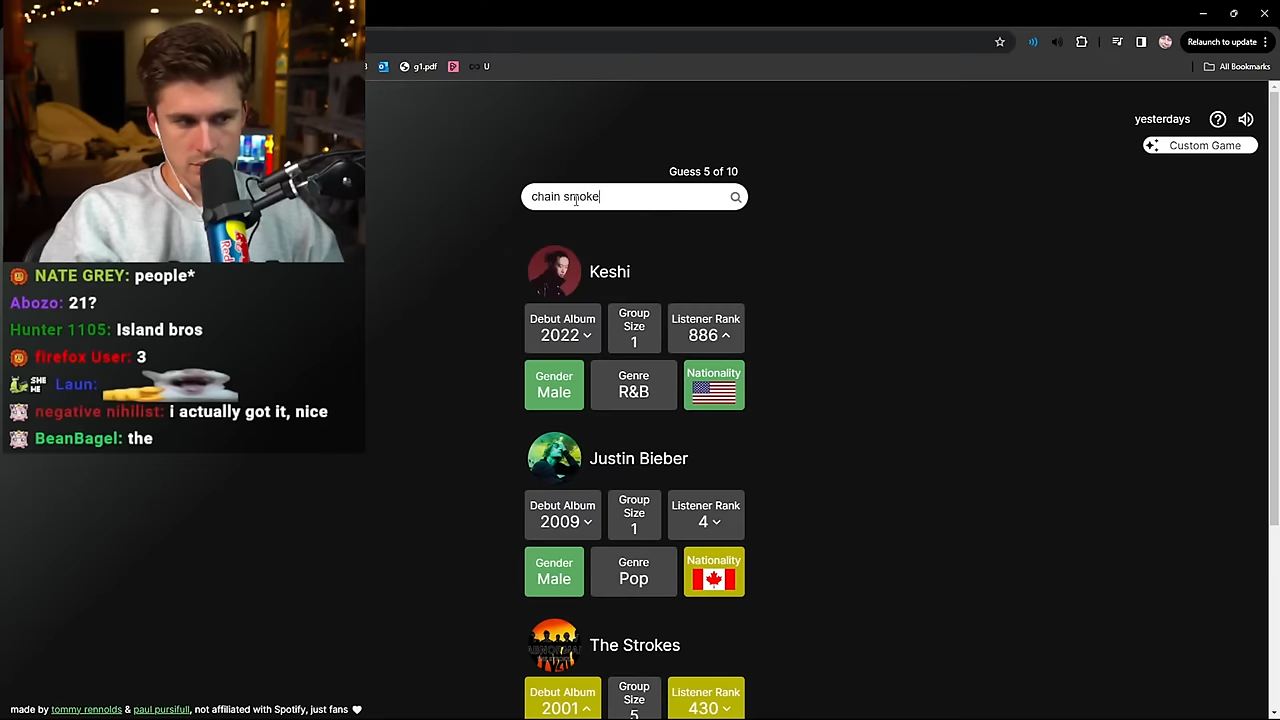 Relaunch to update
g1.pdf
U
All Bookmarks
yesterdays
Custom Game
Guess 5 of 10
chain smoke
Keshi
Debut Album
2022
Group
Size
1
Listener Rank
886
Gender
Male
Genre
R&B
Nationality
Justin Bieber
Debut Album
2009
Group
Size
1
Listener Rank
4
Gender
Male
Genre
Pop
Nationality
The Strokes
Debut Album
2001
Group
Size
5
Listener Rank
430
NATE GREY: people*
Abozo: 21?
Hunter 1105: Island bros
firefox User: 3
SHE
ME
Laun:
negative nihilist: i actually got it, nice
BeanBagel: the
made by tommy rennolds & paul pursifull, not affiliated with Spotify, just fans